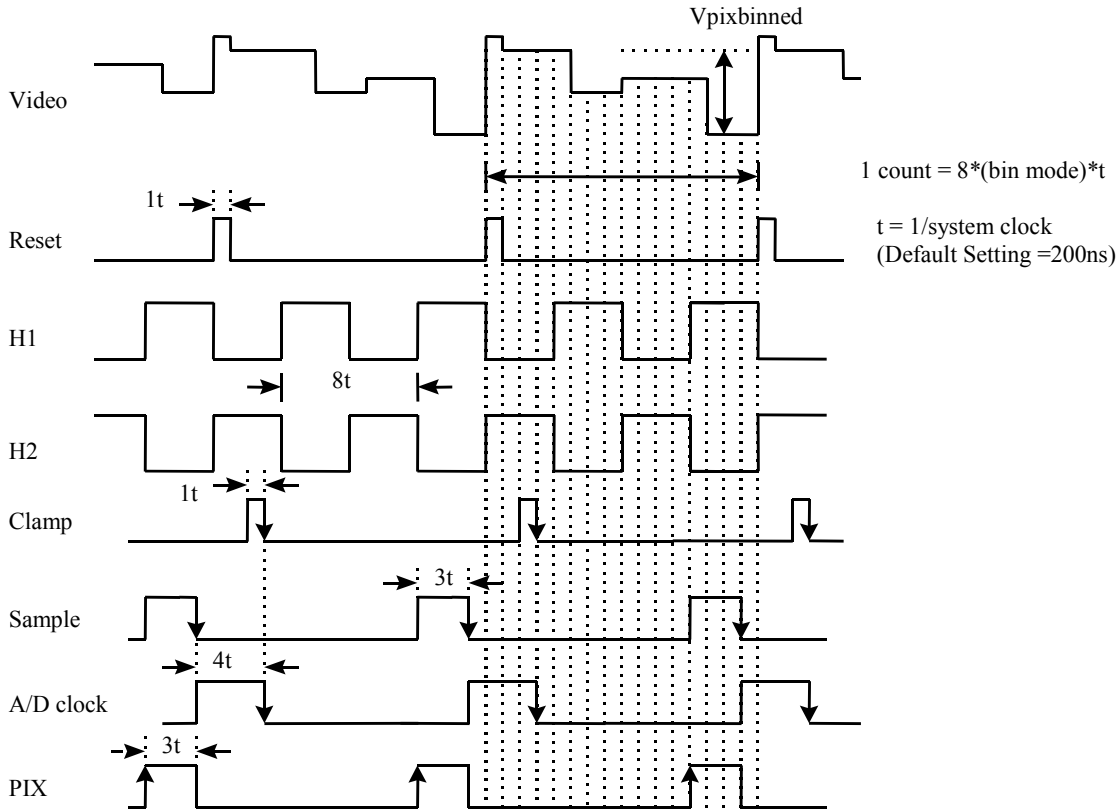 Vpixbinned
Video
1 count = 8*(bin mode)*t
1t
t = 1/system clock
Reset
(Default Setting =200ns)
H1
8t
H2
1t
Clamp
3t
Sample
4t
A/D clock
3t
PIX